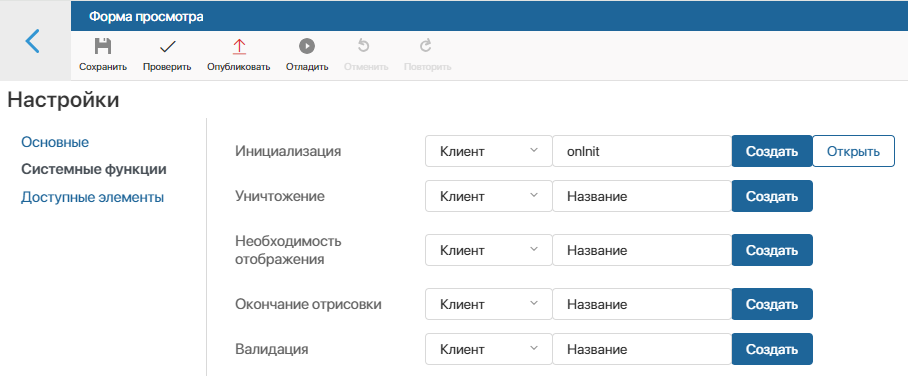 Форма просмотра
Сохранить Проверить Опубликовать Отладить Отменить Повторить
Настройки
Основные
Системные функции
Доступные элементы
Инициализация Клиент onInit Создать Открыть
Уничтожение Клиент Название Создать
Необходимость
отображения Клиент Название Создать
Окончание отрисовки Клиент Название Создать
Валидация Клиент Название Создать